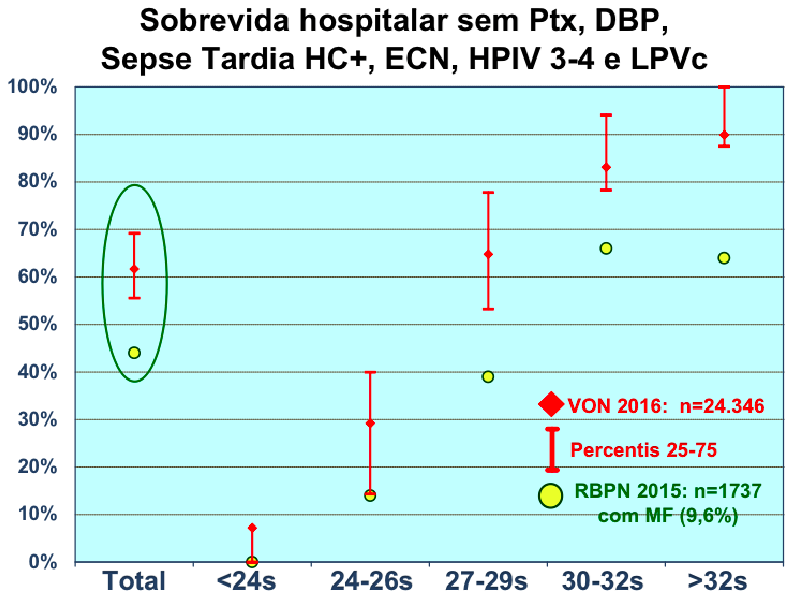 Sobrevida hospitalar sem Ptx, DBP,
Sepse Tardia HC+, ECN, HPIV 3-4 e LPVc
100%
90%
80%
70%
60%
50%
40%
30%
20%
10%
0%
VON 2016: n=24.346
Percentis 25-75
RBPN 2015: n=1737
com MF (9,6%)
Total <24s 24-26s 27-29s 30-32s >32s